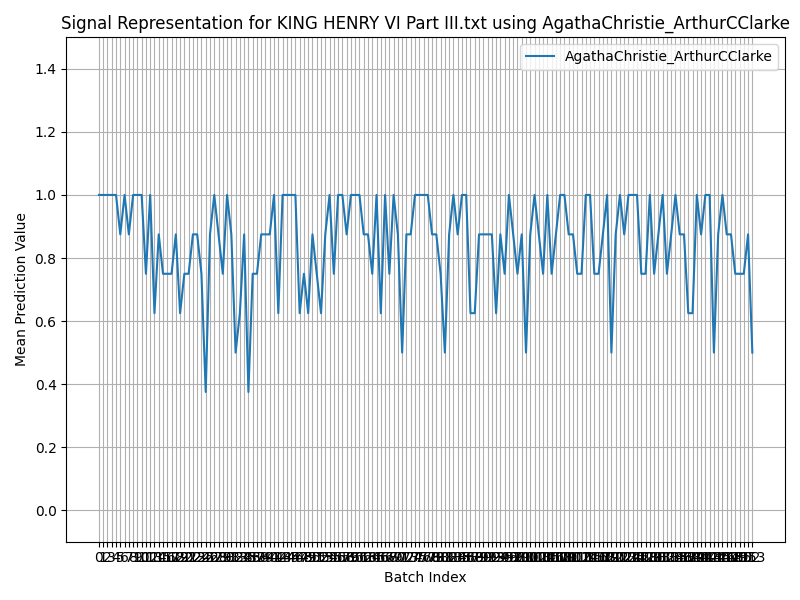 Signal Representation for KING HENRY VI Part III.txt using AgathaChristie_ArthurCClarke
AgathaChristie_ArthurCClarke
1.4
1.2
1.0
0.8
0.6
0.4
0.2
0.0
Mean Prediction Value
Batch Index